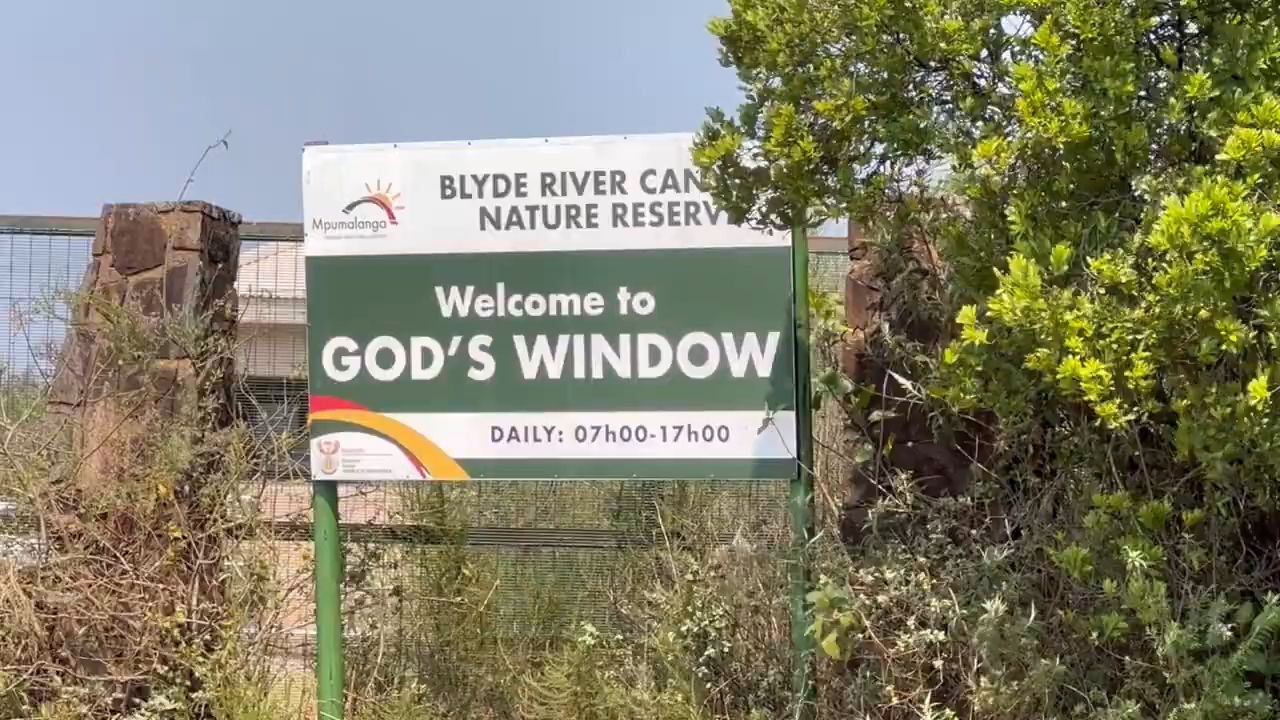 BLYDE RIVER CAN
NATURE RESERV
Mpumalanga
Welcome to
GOD'S WINDOW
DAILY: 07h00-17h00